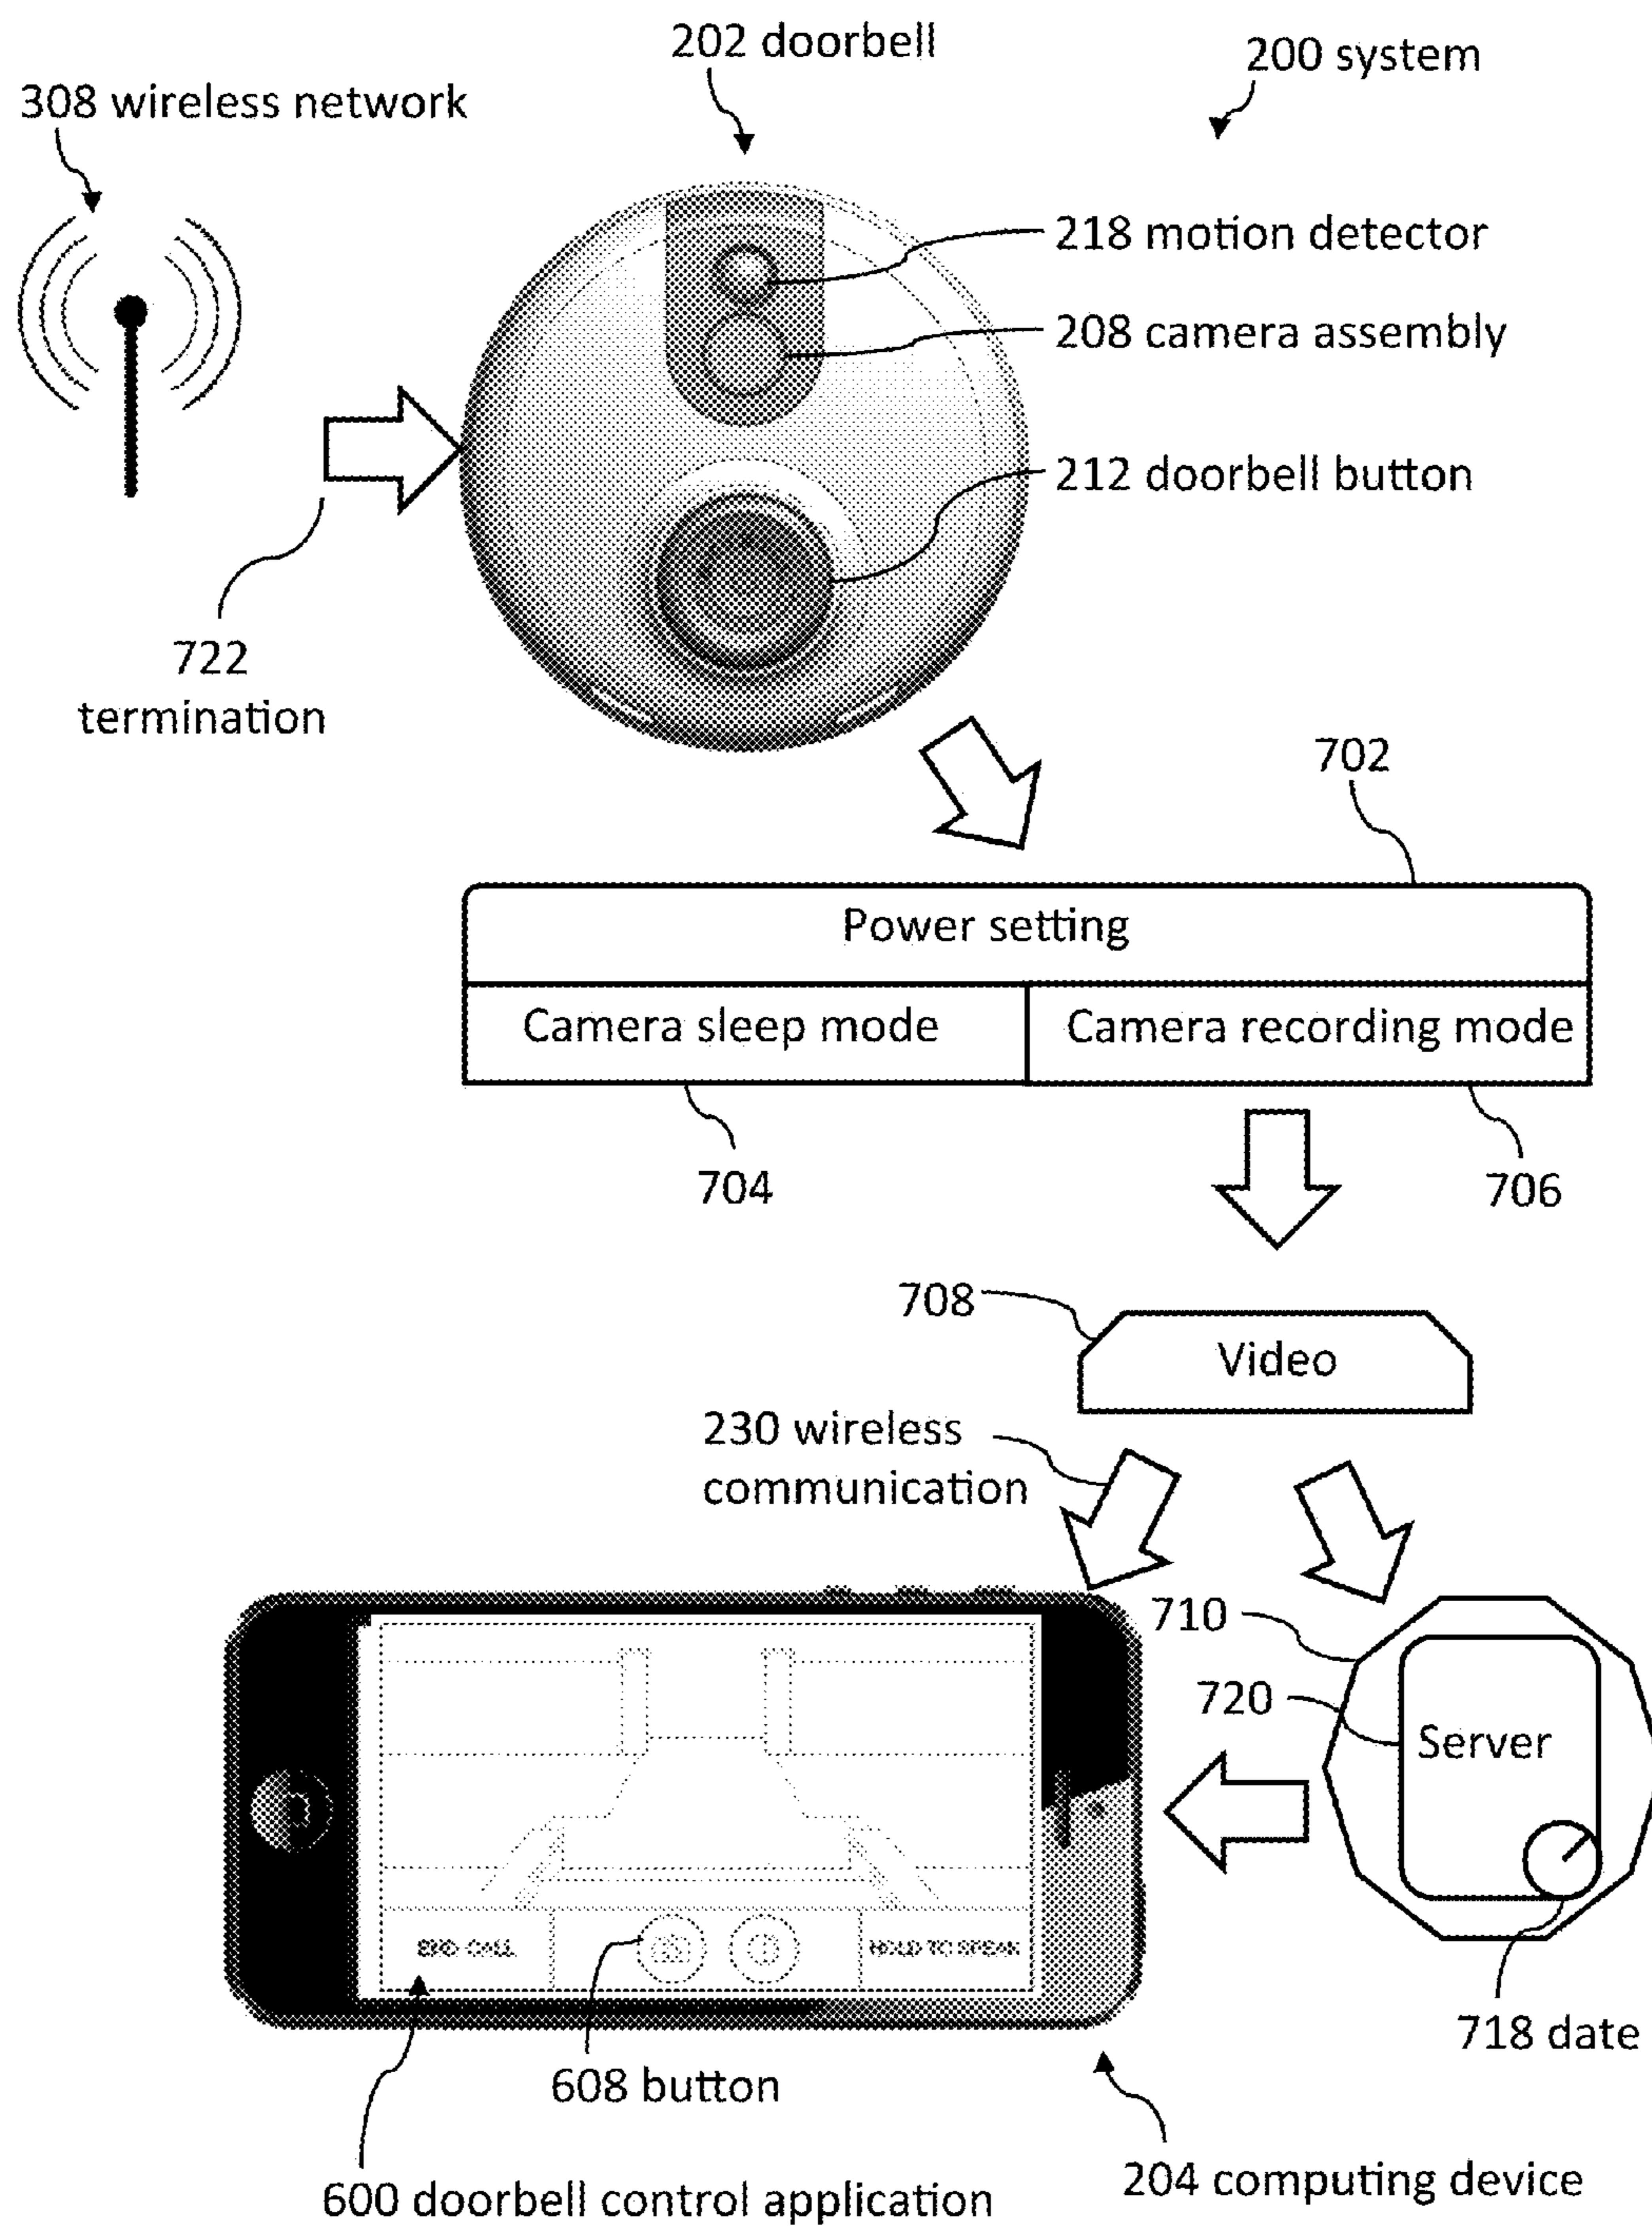 202 doorbell
200 system
308 wireless network
218 motion detector
208 camera assembly
212 doorbell button
722
termination
702
Power setting
Camera sleep mode
Camera recording mode
704
706
708
Video
230 wireless
communication
710
720
Server
END CALL
HOLD TO SPEAK
718 date
608 button
204 computing device
600 doorbell control application